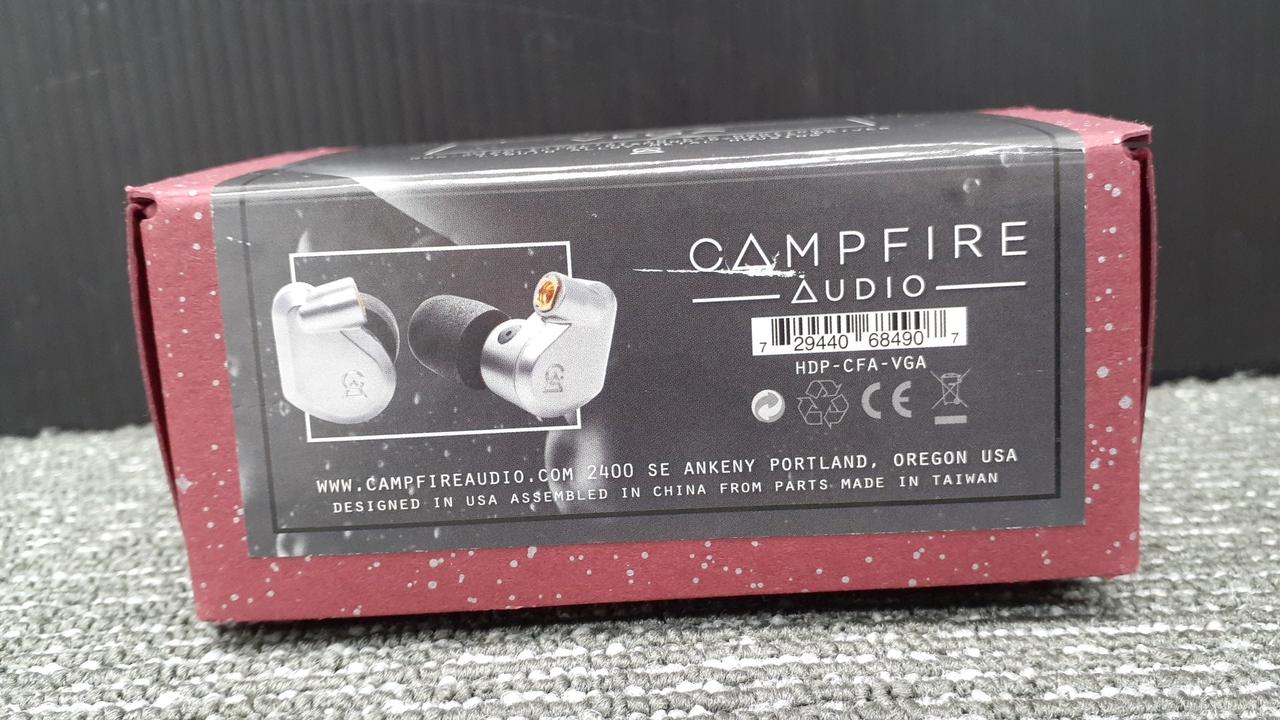 CAMPFIRE
AUDIO
7 29440 68490 7
HDP-CFA-VGA
CE
WWW.CAMPFIREAUDIO.COM 2400 SE ANKENY PORTLAND, OREGON USA
DESIGNED IN USA ASSEMBLED IN CHINA FROM PARTS MADE IN TAIWAN